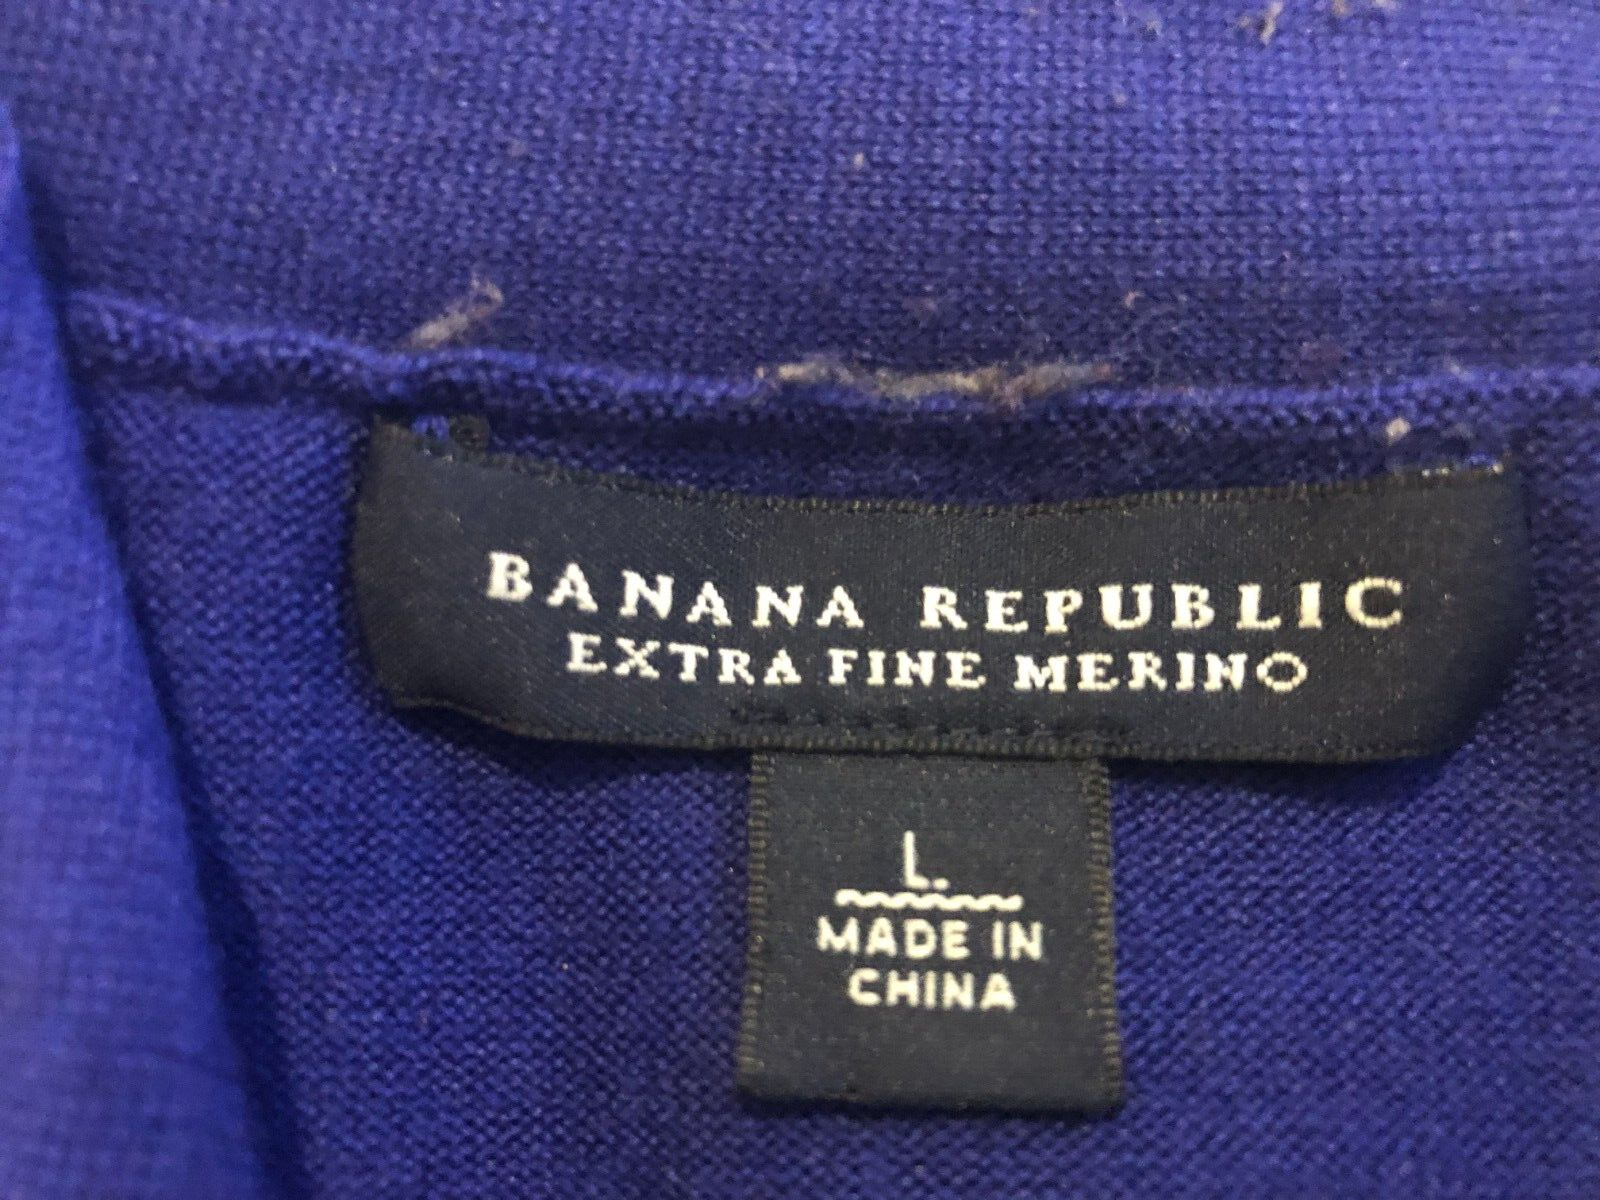 BANANA REPUBLIC
EXTRA FINE MERINO
L.
MADE IN
CHINA